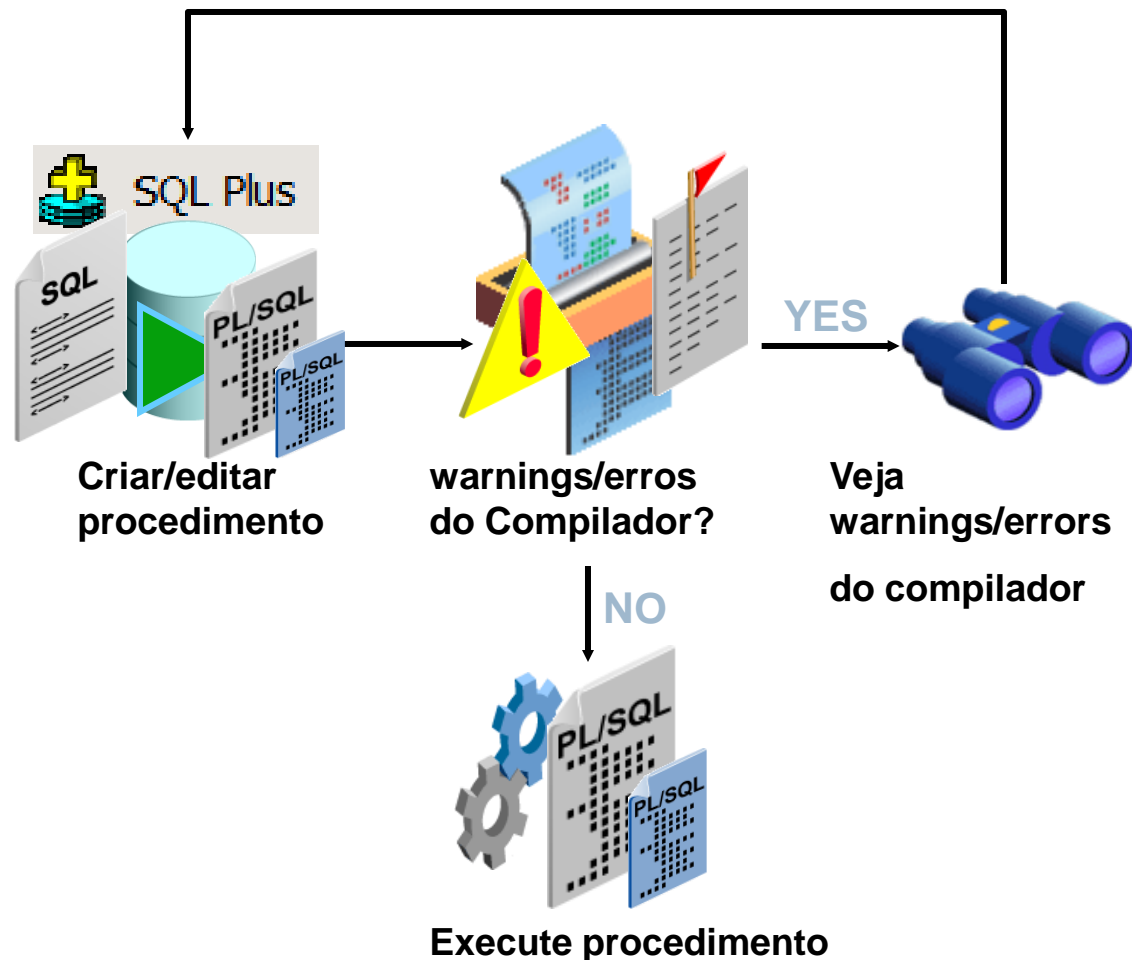 SQL Plus
SQL
PL/SQL
PL/SQL
Criar/editar
procedimento
warnings/erros
do Compilador?
YES
Veja
warnings/errors
do compilador
NO
PL/SQL
PL/SQL
Execute procedimento